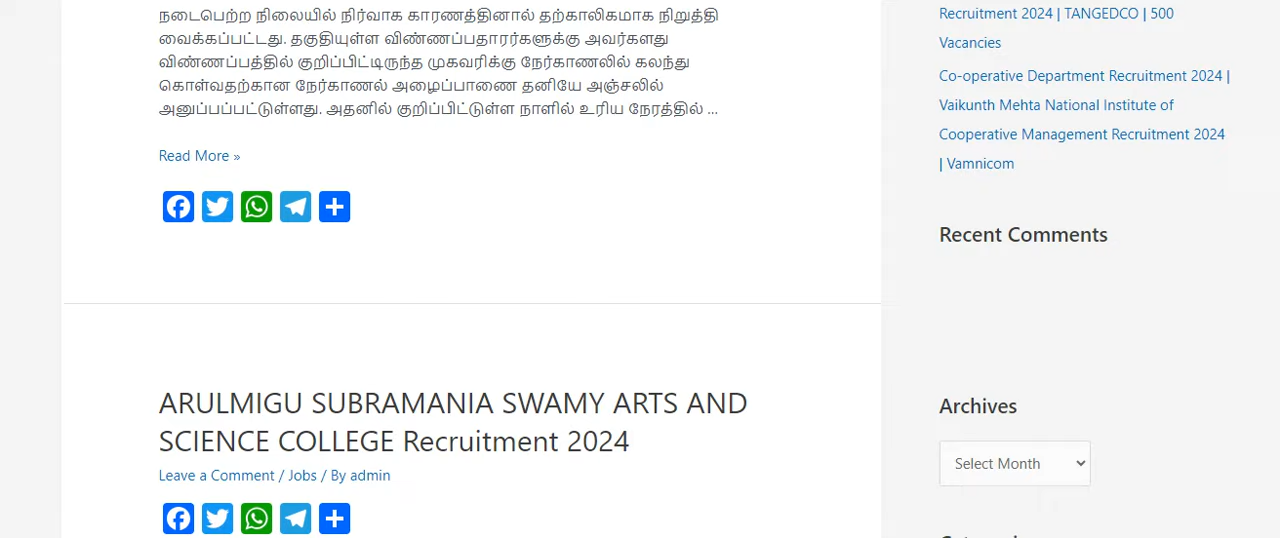 நடைபெற்ற நிலையில் நிர்வாக காரணத்தினால் தற்காலிகமாக நிறுத்தி
வைக்கப்பட்டது. தகுதியுள்ள விண்ணப்பதாரர்களுக்கு அவர்களது
விண்ணப்பத்தில் குறிப்பிட்டிருந்த முகவரிக்கு நேர்காணலில் கலந்து
கொள்வதற்கான நேர்காணல் அழைப்பாணை தனியே அஞ்சலில்
அனுப்பப்பட்டுள்ளது. அதனில் குறிப்பிட்டுள்ள நாளில் உரிய நேரத்தில் ...
Read More »
ARULMIGU SUBRAMANIA SWAMY ARTS AND
SCIENCE COLLEGE Recruitment 2024
Leave a Comment / Jobs / By admin
Recruitment 2024 | TANGEDCO | 500
Vacancies
Co-operative Department Recruitment 2024 |
Vaikunth Mehta National Institute of
Cooperative Management Recruitment 2024
| Vamnicom
Recent Comments
Archives
Select Month